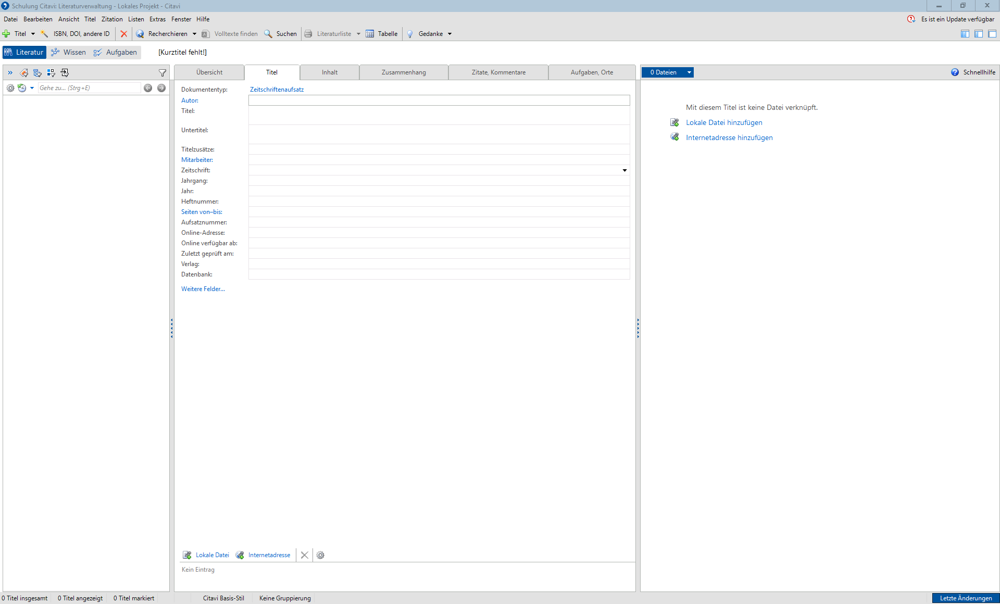 Schulung Citavi: Literaturverwaltung - Lokales Projekt - Citavi
Datei Bearbeiten Ansicht Titel Zitation Listen Extras Fenster Hilfe
Es ist ein Update verfügbar
Titel ISBN, DOI, andere ID Recherchieren Volltexte finden Suchen Literaturliste Tabelle Gedanke
Literatur Wissen Aufgaben [Kurztitel fehlt!]
Gehe zu... (Strg+E)
Übersicht Titel Inhalt Zusammenhang Zitate, Kommentare Aufgaben, Orte
Dokumententyp: Zeitschriftenaufsatz
Autor:
Titel:
Untertitel:
Titelzusätze:
Mitarbeiter:
Zeitschrift:
Jahrgang:
Jahr:
Heftnummer:
Seiten von–bis:
Aufsatznummer:
Online-Adresse:
Online verfügbar ab:
Zuletzt geprüft am:
Verlag:
Datenbank:
Weitere Felder...
Lokale Datei Internetadresse
Kein Eintrag
0 Dateien Schnellhilfe
Mit diesem Titel ist keine Datei verknüpft.
Lokale Datei hinzufügen
Internetadresse hinzufügen
0 Titel insgesamt 0 Titel angezeigt 0 Titel markiert Citavi Basis-Stil Keine Gruppierung Letzte Änderungen